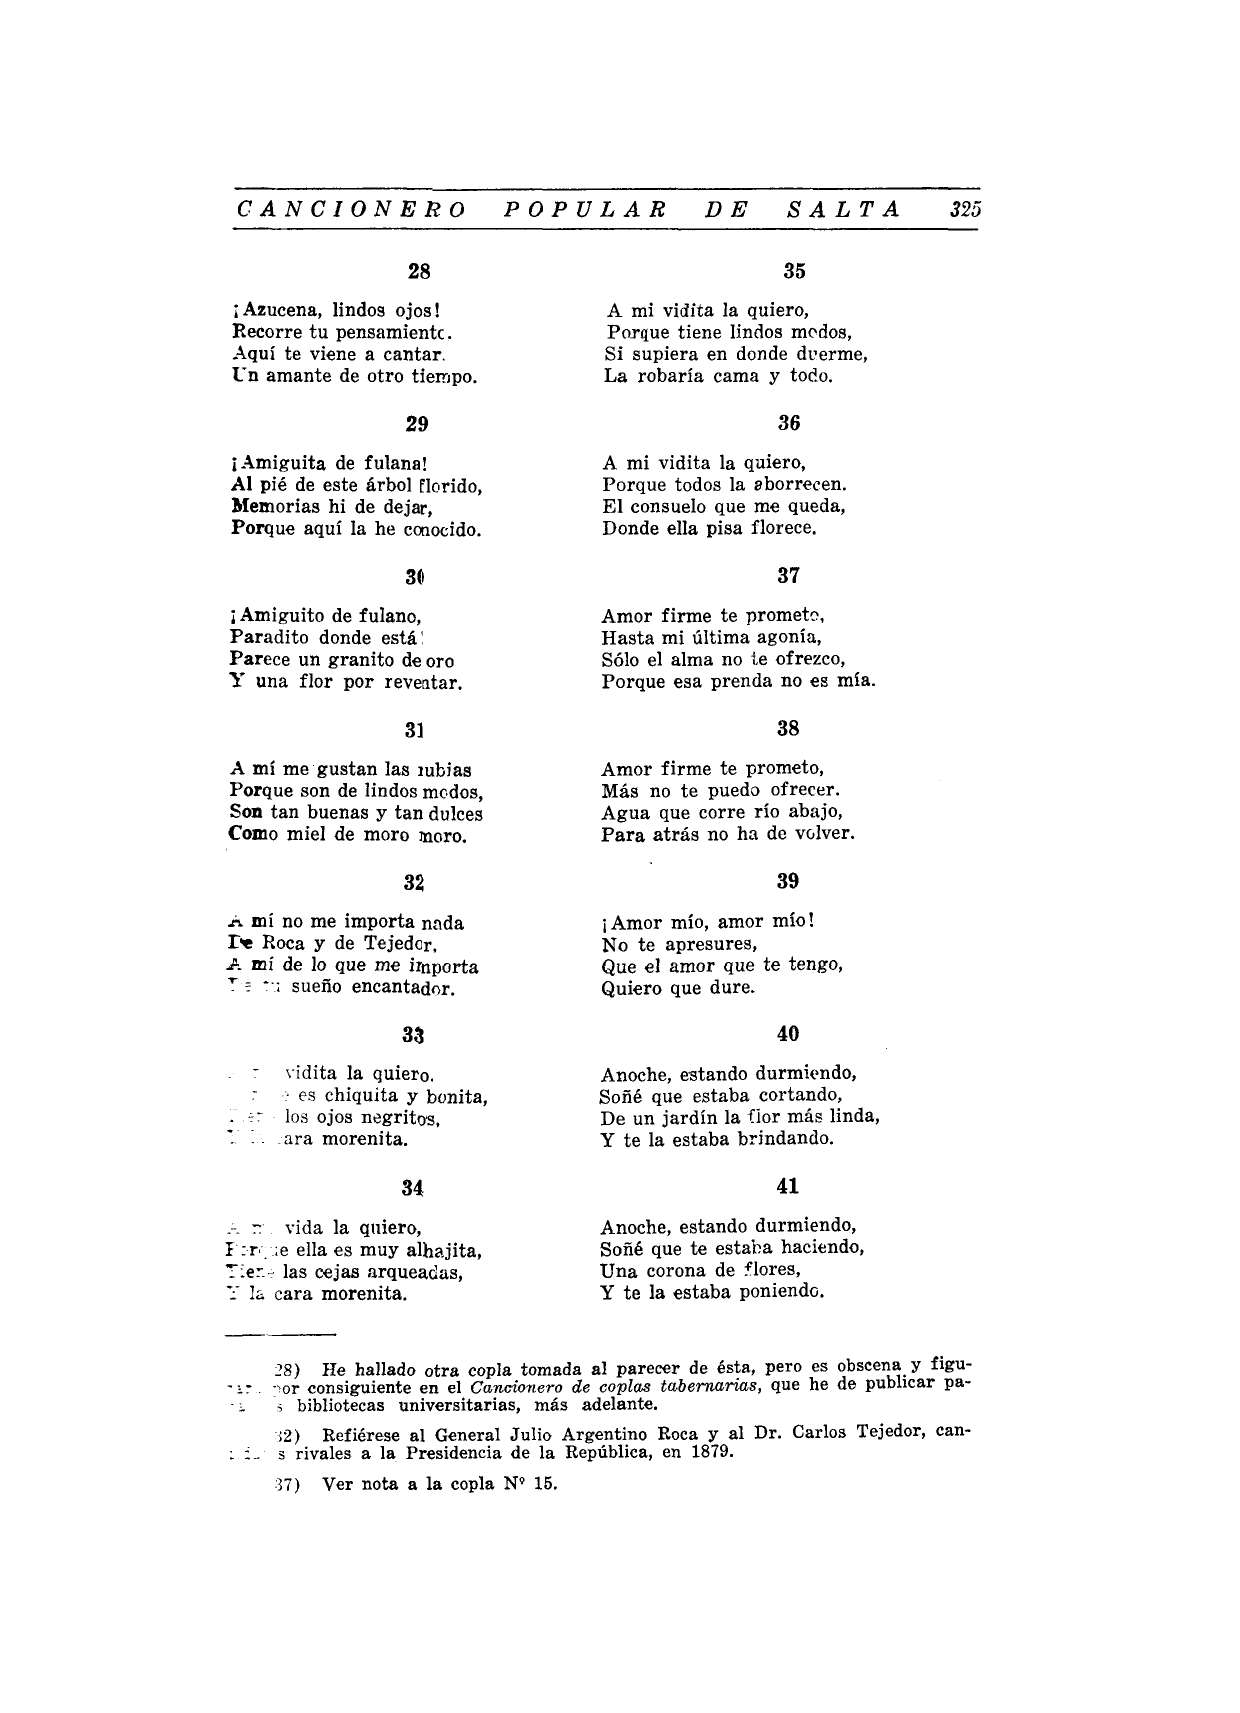 CANCIONERO POPULAR DE SALTA 325
28
¡Azucena, lindos ojos!
Recorre tu pensamiento.
Aquí te viene a cantar.
Un amante de otro tiempo.
29
¡Amiguita de fulana!
Al pié de este árbol florido,
Memorias hi de dejar,
Porque aquí la he conocido.
30
¡Amiguito de fulano,
Paradito donde está!
Parece un granito de oro
Y una flor por reventar.
31
A mí me gustan las rubias
Porque son de lindos modos,
Son tan buenas y tan dulces
Como miel de moro moro.
32
A mí no me importa nada
De Roca y de Tejedor,
A mí de lo que me importa
sueño encantador.
33
vidita la quiero.
es chiquita y bonita,
los ojos negritos,
cara morenita.
34
A vida la quiero,
Porque ella es muy alhajita,
Tiene las cejas arqueadas,
Y la cara morenita.
35
A mi vidita la quiero,
Porque tiene lindos modos,
Si supiera en donde duerme,
La robaría cama y todo.
36
A mi vidita la quiero,
Porque todos la aborrecen.
El consuelo que me queda,
Donde ella pisa florece.
37
Amor firme te prometo,
Hasta mi última agonía,
Sólo el alma no te ofrezco,
Porque esa prenda no es mía.
38
Amor firme te prometo,
Más no te puedo ofrecer.
Agua que corre río abajo,
Para atrás no ha de volver.
39
¡Amor mío, amor mío!
No te apresures,
Que el amor que te tengo,
Quiero que dure.
40
Anoche, estando durmiendo,
Soñé que estaba cortando,
De un jardín la flor más linda,
Y te la estaba brindando.
41
Anoche, estando durmiendo,
Soñé que te estaba haciendo,
Una corona de flores,
Y te la estaba poniendo.
28) He hallado otra copla tomada al parecer de ésta, pero es obscena y figu-
por consiguiente en el Cancionero de coplas tabernarias, que he de publicar pa-
bibliotecas universitarias, más adelante.
32) Refiérese al General Julio Argentino Roca y al Dr. Carlos Tejedor, can-
rivales a la Presidencia de la República, en 1879.
37) Ver nota a la copla Nº 15.